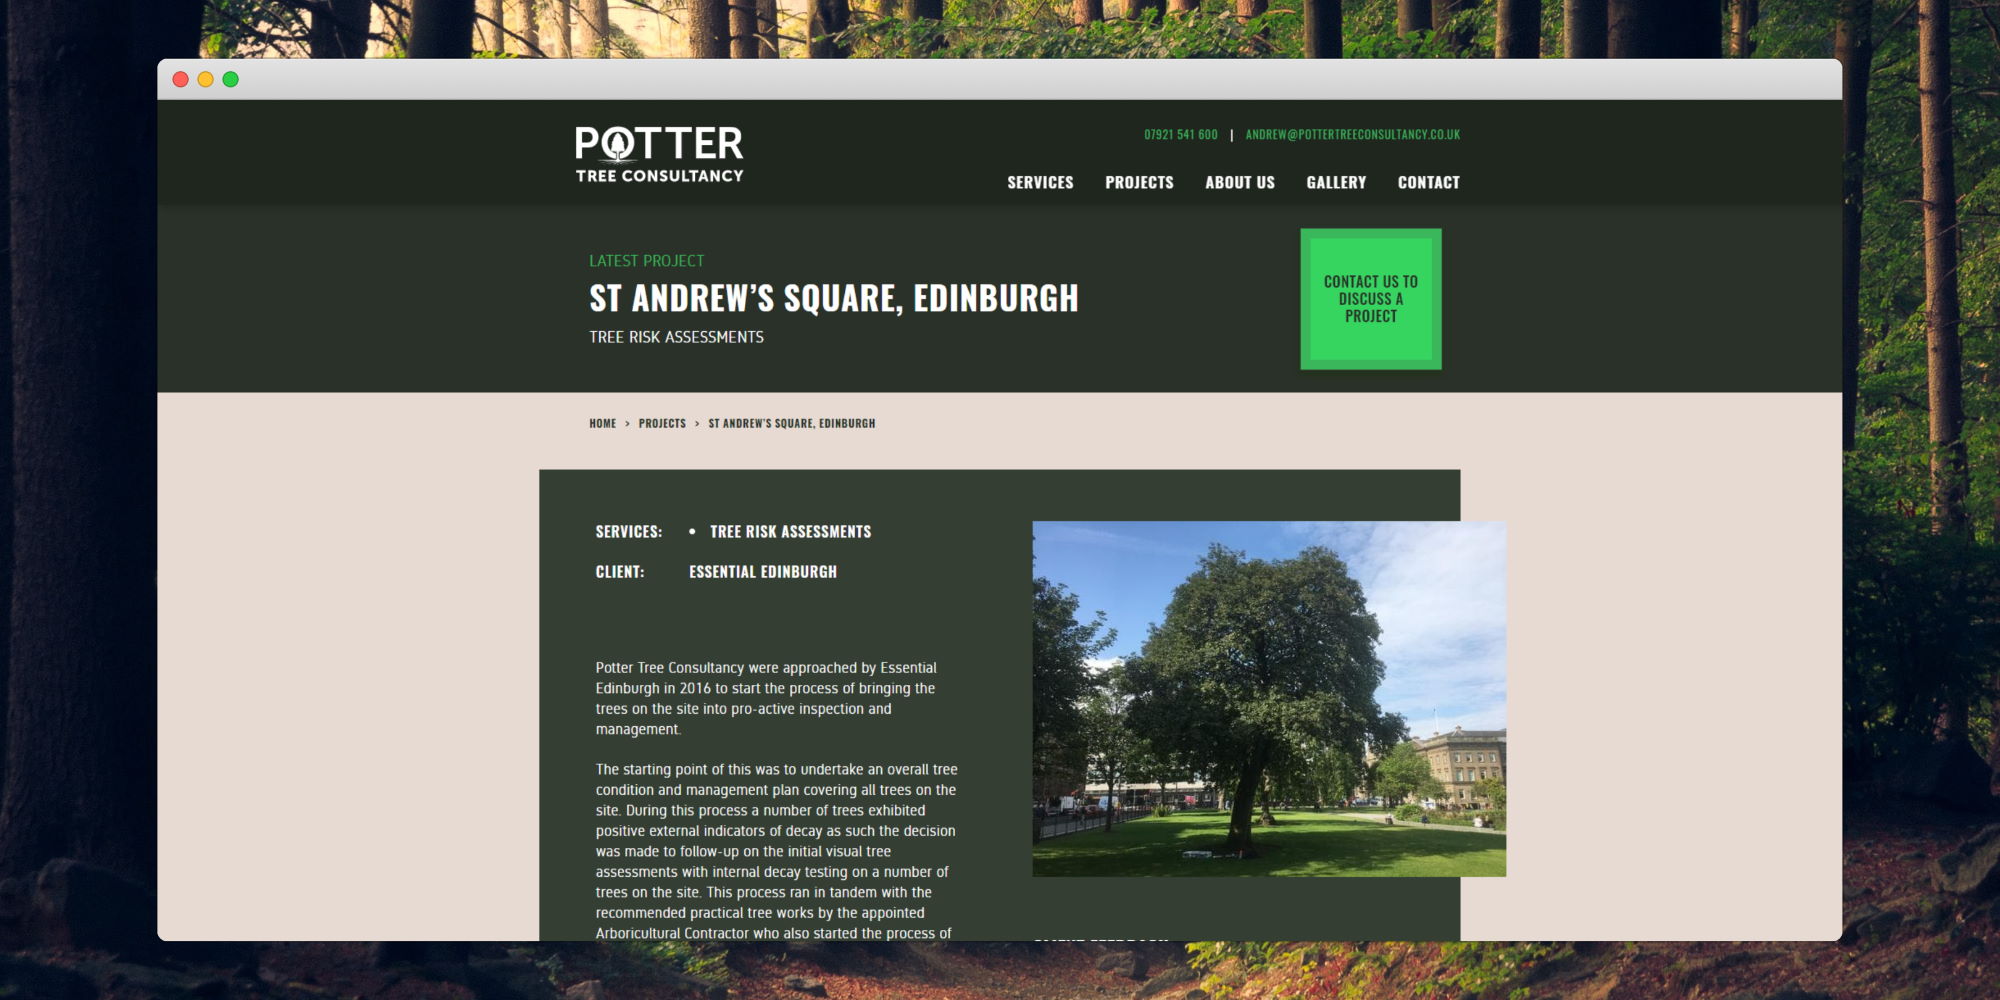 POTTER
TREE CONSULTANCY
07921 541 600 | ANDREW@POTTERTREECONSULTANCY.CO.UK
SERVICES PROJECTS ABOUT US GALLERY CONTACT
LATEST PROJECT
ST ANDREW’S SQUARE, EDINBURGH
TREE RISK ASSESSMENTS
CONTACT US TO
DISCUSS A
PROJECT
HOME > PROJECTS > ST ANDREW’S SQUARE, EDINBURGH
SERVICES: • TREE RISK ASSESSMENTS
CLIENT: ESSENTIAL EDINBURGH
Potter Tree Consultancy were approached by Essential
Edinburgh in 2016 to start the process of bringing the
trees on the site into pro-active inspection and
management.
The starting point of this was to undertake an overall tree
condition and management plan covering all trees on the
site. During this process a number of trees exhibited
positive external indicators of decay as such the decision
was made to follow-up on the initial visual tree
assessments with internal decay testing on a number of
trees on the site. This process ran in tandem with the
recommended practical tree works by the appointed
Arboricultural Contractor who also started the process of